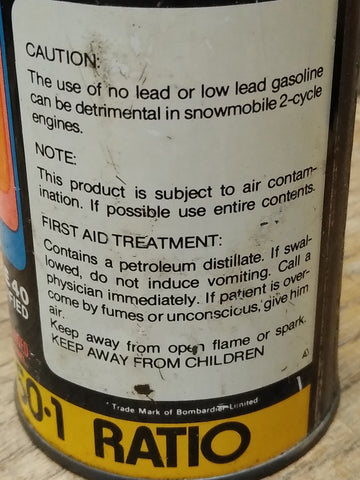 CAUTION:
The use of no lead or low lead gasoline
can be detrimental in snowmobile 2-cycle
engines.
NOTE:
This product is subject to air contam-
ination. If possible use entire contents.
FIRST AID TREATMENT:
Contains a petroleum distillate. If swal-
lowed, do not induce vomiting. Call a
physician immediately. If patient is over-
come by fumes or unconscious, give him
air.
Keep away from open flame or spark.
KEEP AWAY FROM CHILDREN
Trade Mark of Bombardier Limited
50·1 RATIO